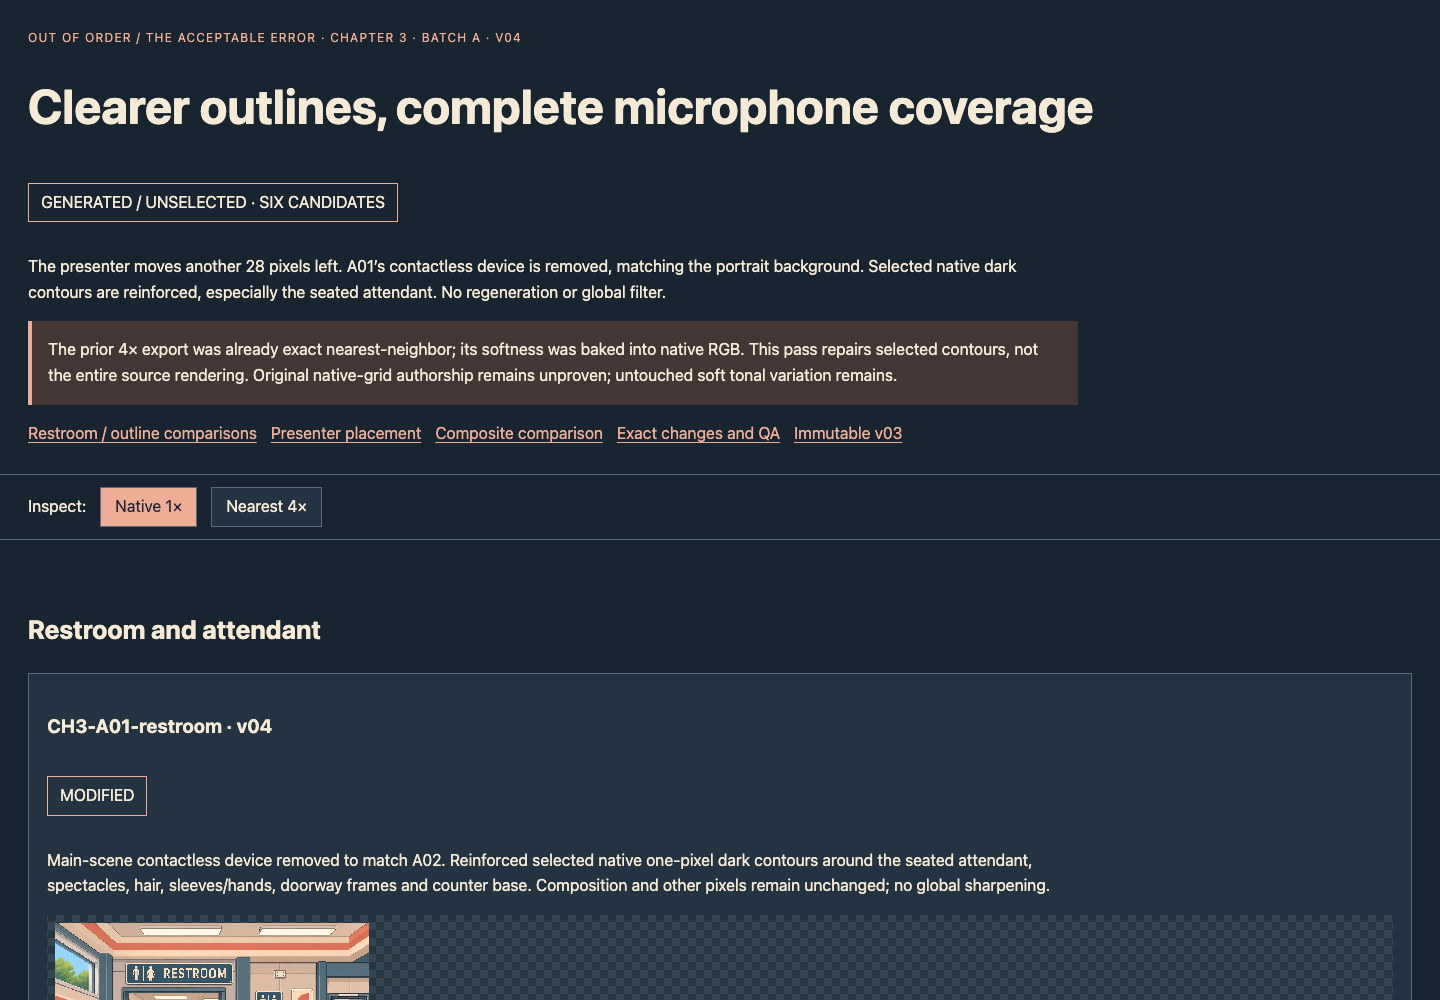 OUT OF ORDER / THE ACCEPTABLE ERROR · CHAPTER 3 · BATCH A · V04
Clearer outlines, complete microphone coverage
GENERATED / UNSELECTED · SIX CANDIDATES
The presenter moves another 28 pixels left. A01’s contactless device is removed, matching the portrait background. Selected native dark
contours are reinforced, especially the seated attendant. No regeneration or global filter.
The prior 4× export was already exact nearest-neighbor; its softness was baked into native RGB. This pass repairs selected contours, not
the entire source rendering. Original native-grid authorship remains unproven; untouched soft tonal variation remains.
Restroom / outline comparisons Presenter placement Composite comparison Exact changes and QA Immutable v03
Inspect: Native 1× Nearest 4×
Restroom and attendant
CH3-A01-restroom · v04
MODIFIED
Main-scene contactless device removed to match A02. Reinforced selected native one-pixel dark contours around the seated attendant,
spectacles, hair, sleeves/hands, doorway frames and counter base. Composition and other pixels remain unchanged; no global sharpening.
RESTROOM